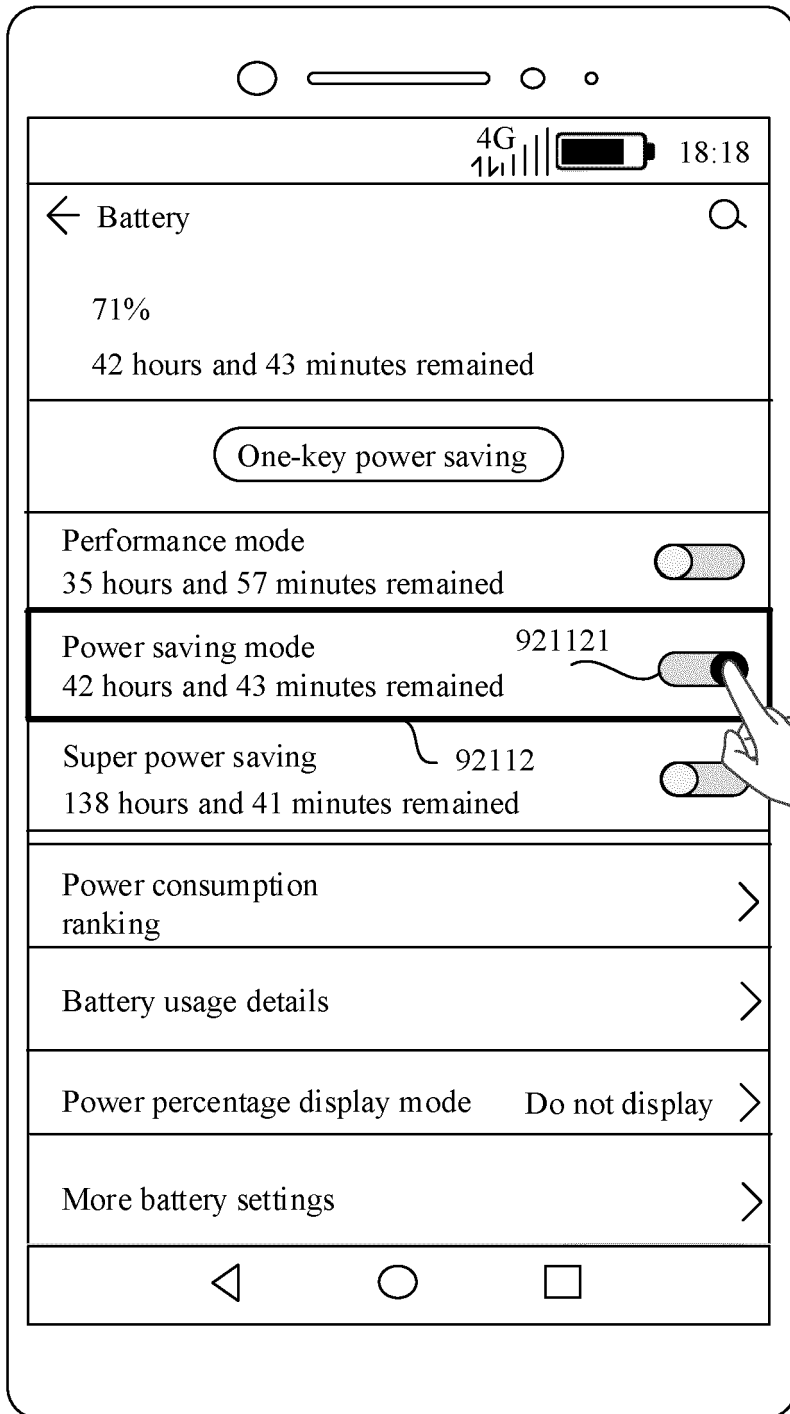 4G
18:18
Battery
71%
42 hours and 43 minutes remained
One-key power saving
Performance mode
35 hours and 57 minutes remained
Power saving mode
921121
42 hours and 43 minutes remained
Super power saving
92112
138 hours and 41 minutes remained
Power consumption
ranking
Battery usage details
Power percentage display mode Do not display
More battery settings